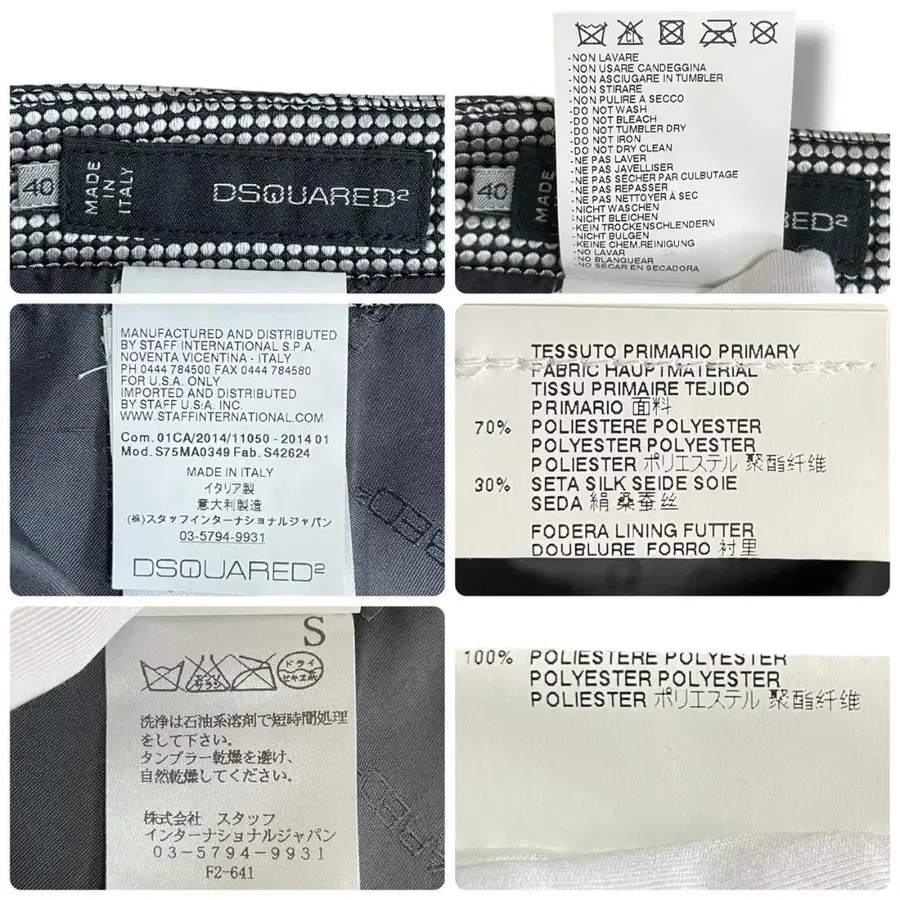 40
MADE
IN
ITALY
DSQUARED²
-NON LAVARE
-NON USARE CANDEGGINA
-NON ASCIUGARE IN TUMBLER
-NON STIRARE
-NON PULIRE A SECCO
-DO NOT WASH
-DO NOT BLEACH
-DO NOT TUMBLE DRY
-DO NOT IRON
-DO NOT DRY CLEAN
-NE PAS LAVER
-NE PAS JAVELLISER
-NE PAS SÉCHER PAR CULBUTAGE
-NE PAS REPASSER
-NE PAS NETTOYER À SEC
-NICHT WASCHEN
-NICHT BLEICHEN
-KEIN TROCKENSCHLENDERN
-NICHT BULGEN
-KEINE CHEM.REINIGUNG
-NO LAVAR
-NO BLANQUEAR
-NO SECAR EN SECADORA
40
MADE
MANUFACTURED AND DISTRIBUTED
BY STAFF INTERNATIONAL S.P.A.
NOVENTA VICENTINA - ITALY
PH 0444 784500 FAX 0444 784580
FOR U.S.A. ONLY
IMPORTED AND DISTRIBUTED
BY STAFF U.S.A. INC.
WWW.STAFFINTERNATIONAL.COM
Com. 01CA/2014/11050 - 2014 01
Mod. S75MA0349 Fab. S42624
MADE IN ITALY
イタリア製
意大利製造
(株)スタッフインターナショナルジャパン
03-5794-9931
DSQUARED²
TESSUTO PRIMARIO PRIMARY
FABRIC HAUPTMATERIAL
TISSU PRIMAIRE TEJIDO
PRIMARIO 面料
70% POLIESTERE POLYESTER
POLYESTER POLYESTER
POLIESTER ポリエステル 聚酯纤维
30% SETA SILK SEIDE SOIE
SEDA 絹 桑蚕丝
FODERA LINING FUTTER
DOUBLURE FORRO 衬里
S
エンソ
サラシ
ドライ
セキユ系
洗浄は石油系溶剤で短時間処理
をして下さい。
タンブラー乾燥を避け、
自然乾燥してください。
株式会社 スタッフ
インターナショナルジャパン
03-5794-9931
F2-641
100% POLIESTERE POLYESTER
POLYESTER POLYESTER
POLIESTER ポリエステル 聚酯纤维